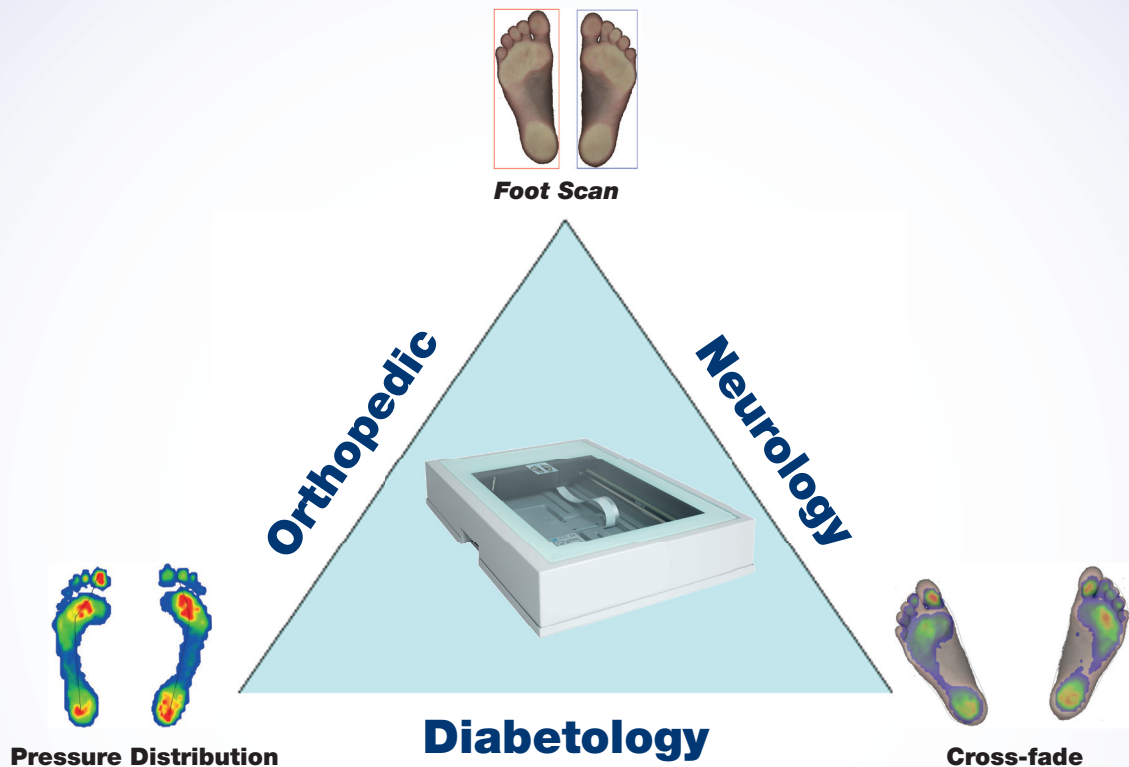 Foot Scan
Orthopedic
Neurology
Diabetology
Pressure Distribution
Cross-fade